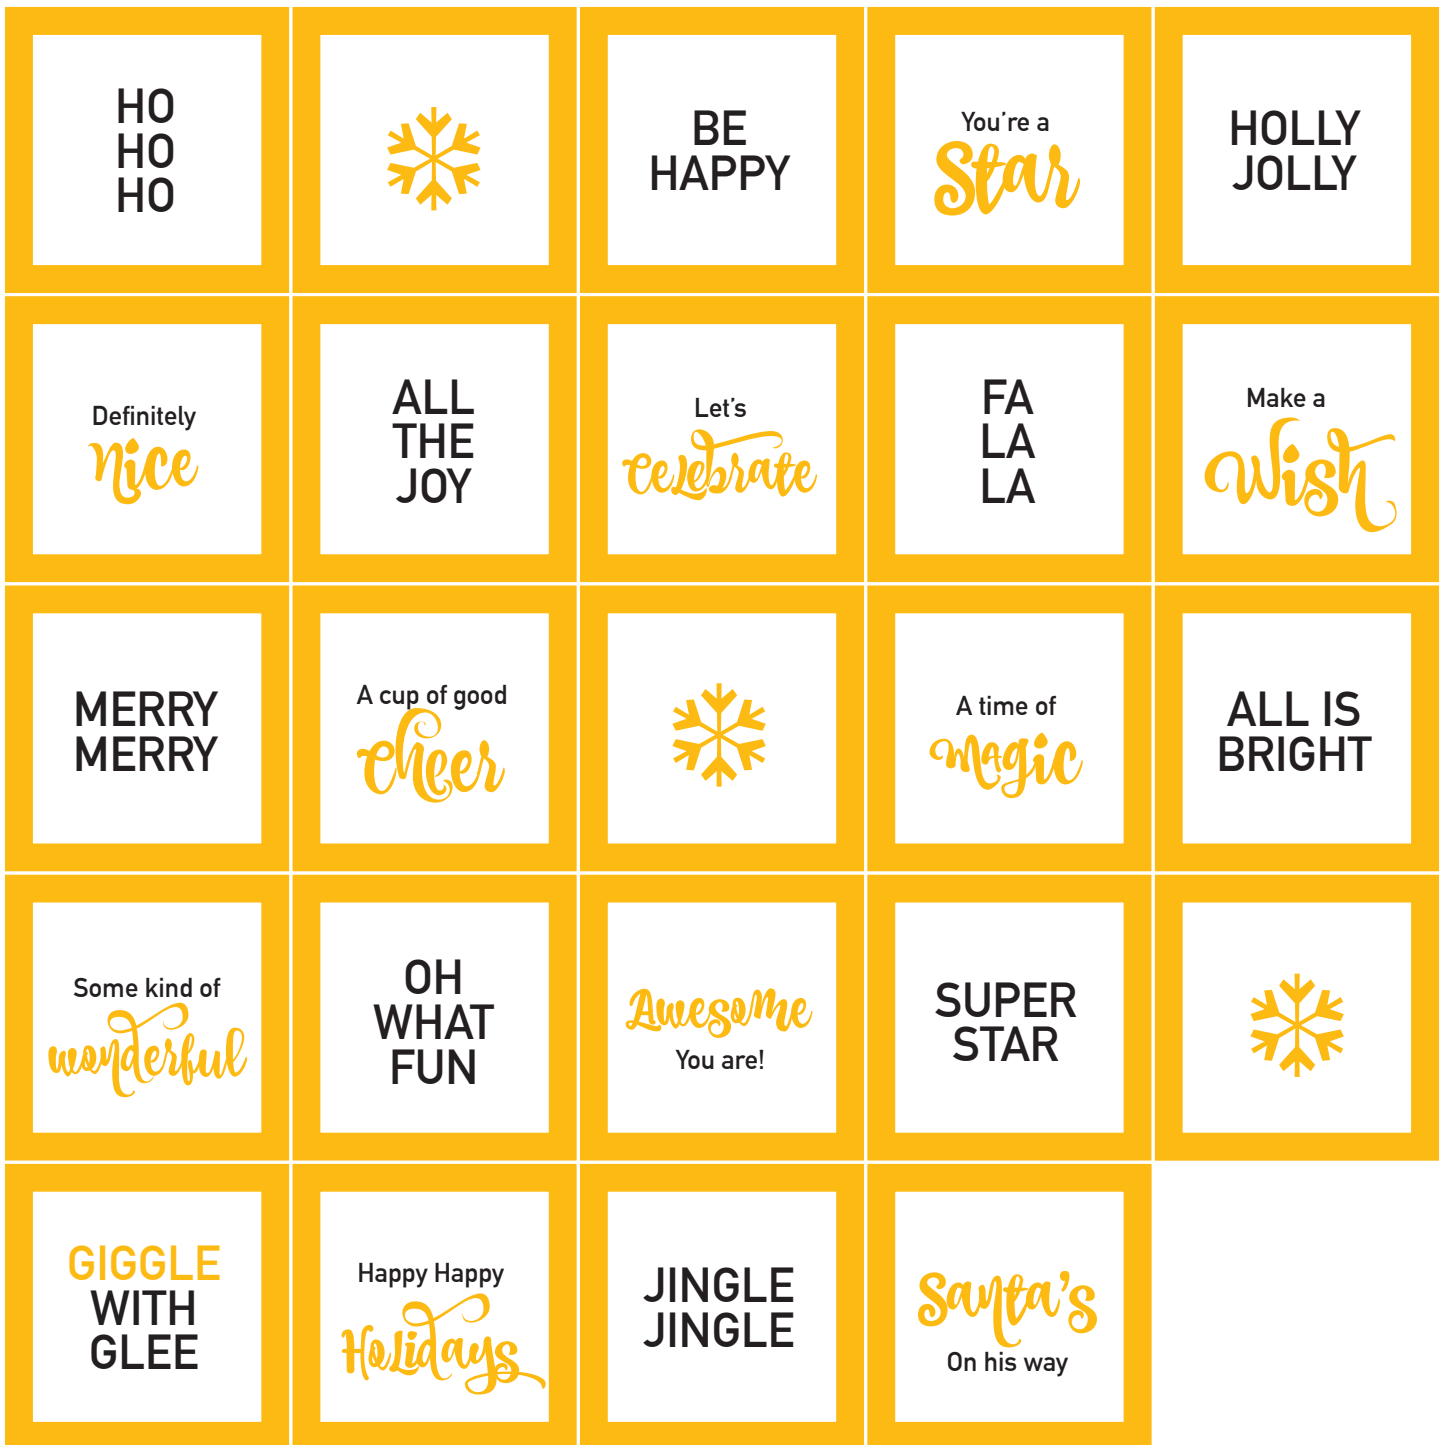 HO
HO
HO
BE
HAPPY
You're a
Star
HOLLY
JOLLY
Definitely
nice
ALL
THE
JOY
Let's
Celebrate
FA
LA
LA
Make a
Wish
MERRY
MERRY
A cup of good
cheer
A time of
Magic
ALL IS
BRIGHT
Some kind of
wonderful
OH
WHAT
FUN
Awesome
You are!
SUPER
STAR
GIGGLE
WITH
GLEE
Happy Happy
Holidays
JINGLE
JINGLE
Santa's
On his way